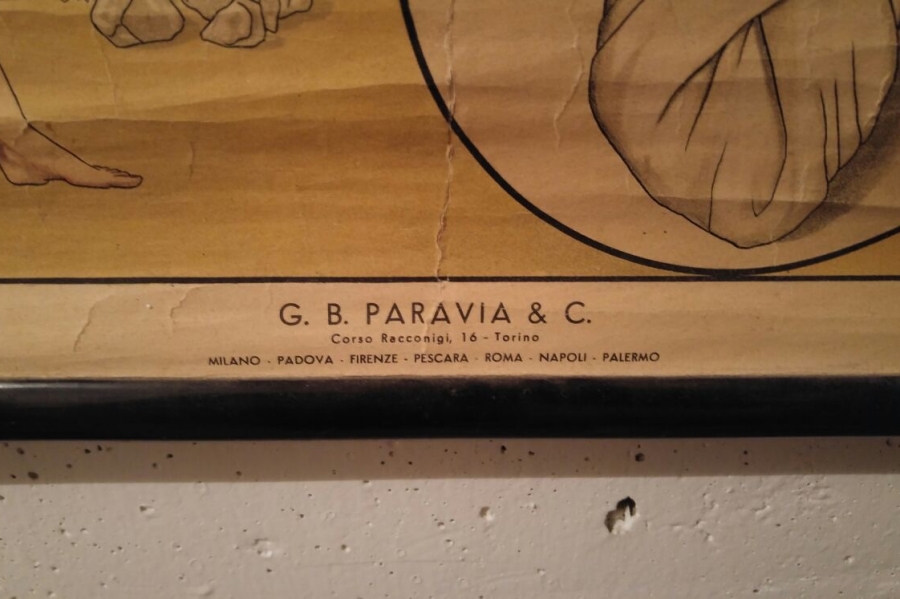 G. B. PARAVIA & C.
Corso Racconigi, 16 - Torino
MILANO - PADOVA - FIRENZE - PESCARA - ROMA - NAPOLI - PALERMO